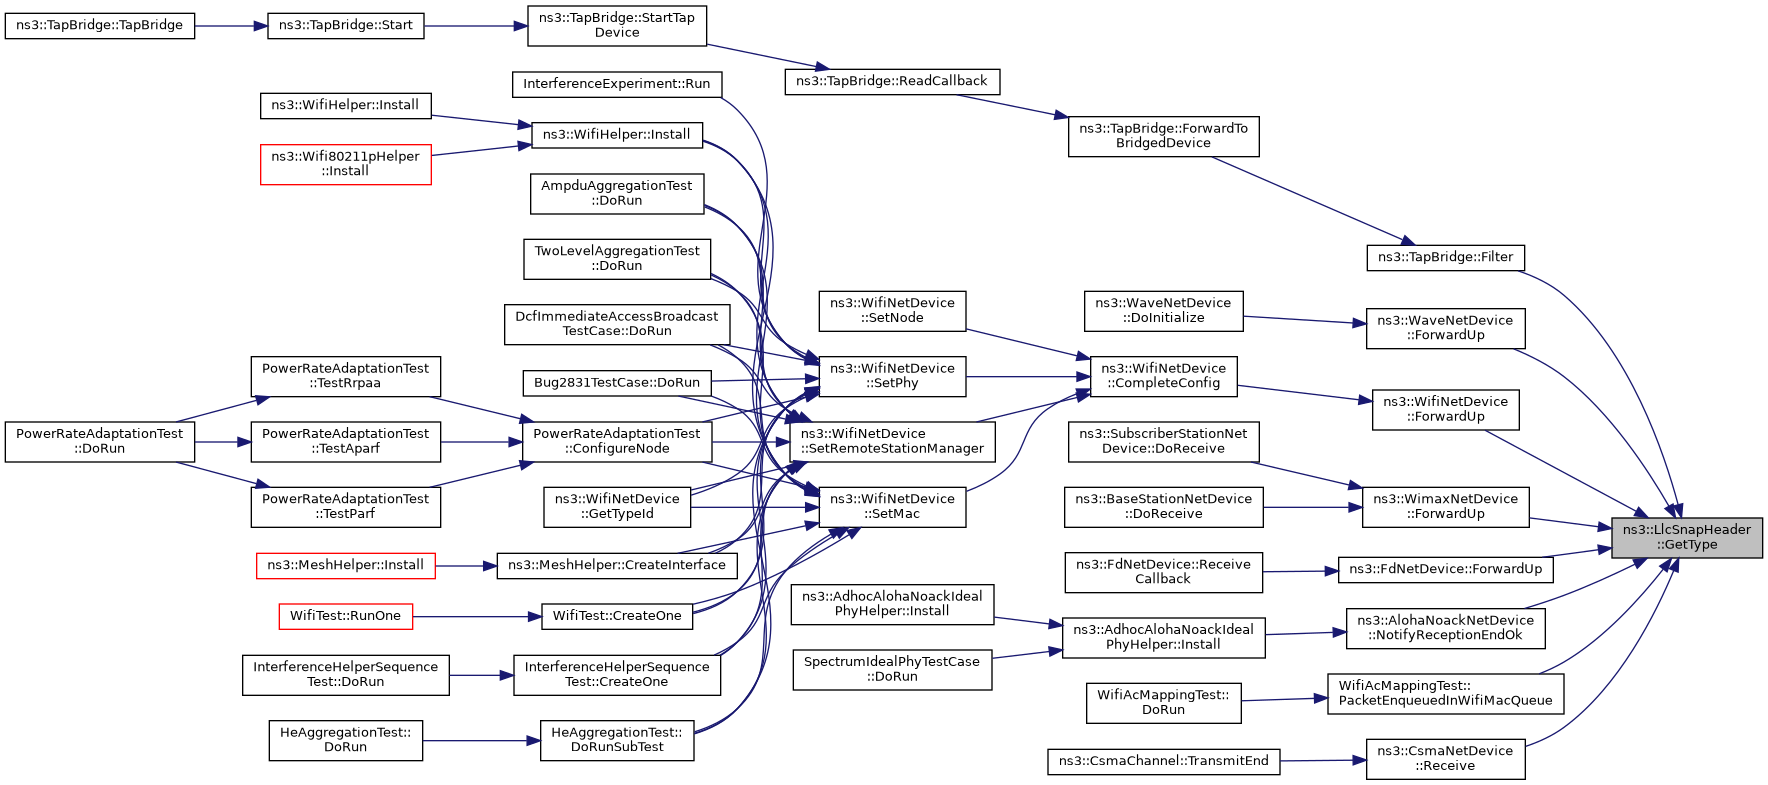 ns3::TapBridge::TapBridge
ns3::TapBridge::Start
ns3::TapBridge::StartTap
Device
ns3::TapBridge::ReadCallback
InterferenceExperiment::Run
ns3::WifiHelper::Install
ns3::WifiHelper::Install
ns3::Wifi80211pHelper
::Install
ns3::TapBridge::ForwardTo
BridgedDevice
AmpduAggregationTest
::DoRun
TwoLevelAggregationTest
::DoRun
ns3::TapBridge::Filter
DcfImmediateAccessBroadcast
TestCase::DoRun
ns3::WifiNetDevice
::SetNode
ns3::WaveNetDevice
::DoInitialize
ns3::WaveNetDevice
::ForwardUp
PowerRateAdaptationTest
::TestRrpaa
Bug2831TestCase::DoRun
ns3::WifiNetDevice
::SetPhy
ns3::WifiNetDevice
::CompleteConfig
ns3::WifiNetDevice
::ForwardUp
PowerRateAdaptationTest
::DoRun
PowerRateAdaptationTest
::TestAparf
PowerRateAdaptationTest
::ConfigureNode
ns3::WifiNetDevice
::SetRemoteStationManager
ns3::SubscriberStationNet
Device::DoReceive
PowerRateAdaptationTest
::TestParf
ns3::WifiNetDevice
::GetTypeId
ns3::WifiNetDevice
::SetMac
ns3::BaseStationNetDevice
::DoReceive
ns3::WimaxNetDevice
::ForwardUp
ns3::LlcSnapHeader
::GetType
ns3::MeshHelper::Install
ns3::MeshHelper::CreateInterface
ns3::FdNetDevice::Receive
Callback
ns3::FdNetDevice::ForwardUp
WifiTest::RunOne
WifiTest::CreateOne
ns3::AdhocAlohaNoackIdeal
PhyHelper::Install
ns3::AdhocAlohaNoackIdeal
PhyHelper::Install
ns3::AlohaNoackNetDevice
::NotifyReceptionEndOk
InterferenceHelperSequence
Test::DoRun
InterferenceHelperSequence
Test::CreateOne
SpectrumIdealPhyTestCase
::DoRun
WifiAcMappingTest::
DoRun
WifiAcMappingTest::
PacketEnqueuedInWifiMacQueue
HeAggregationTest::
DoRun
HeAggregationTest::
DoRunSubTest
ns3::CsmaChannel::TransmitEnd
ns3::CsmaNetDevice
::Receive